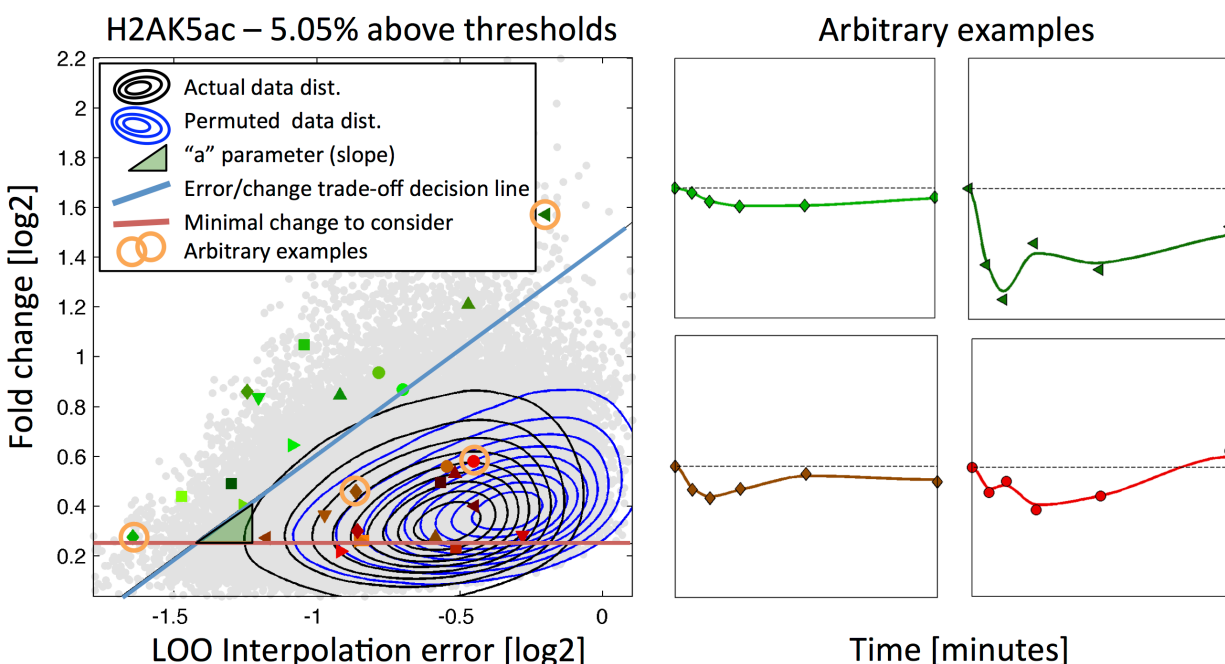 H2AK5ac – 5.05% above thresholds
Arbitrary examples
Fold change [log2]
2.2
2
1.8
1.6
1.4
1.2
1
0.8
0.6
0.4
0.2
Actual data dist.
Permuted data dist.
“a” parameter (slope)
Error/change trade-off decision line
Minimal change to consider
Arbitrary examples
-1.5 -1 -0.5 0
LOO Interpolation error [log2]
Time [minutes]